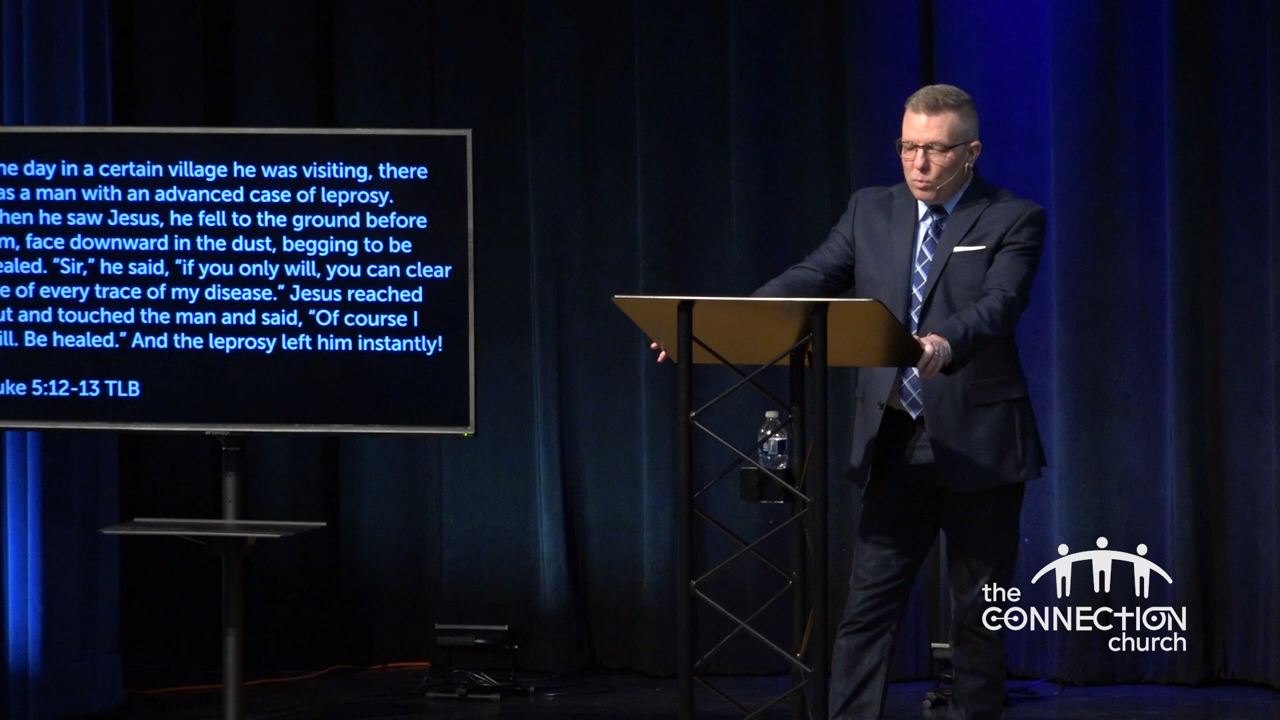 ne day in a certain village he was visiting, there
as a man with an advanced case of leprosy.
hen he saw Jesus, he fell to the ground before
m, face downward in the dust, begging to be
ealed. “Sir,” he said, “if you only will, you can clear
e of every trace of my disease.” Jesus reached
ut and touched the man and said, “Of course I
ill. Be healed.” And the leprosy left him instantly!
uke 5:12-13 TLB
the
CONNECTION
church